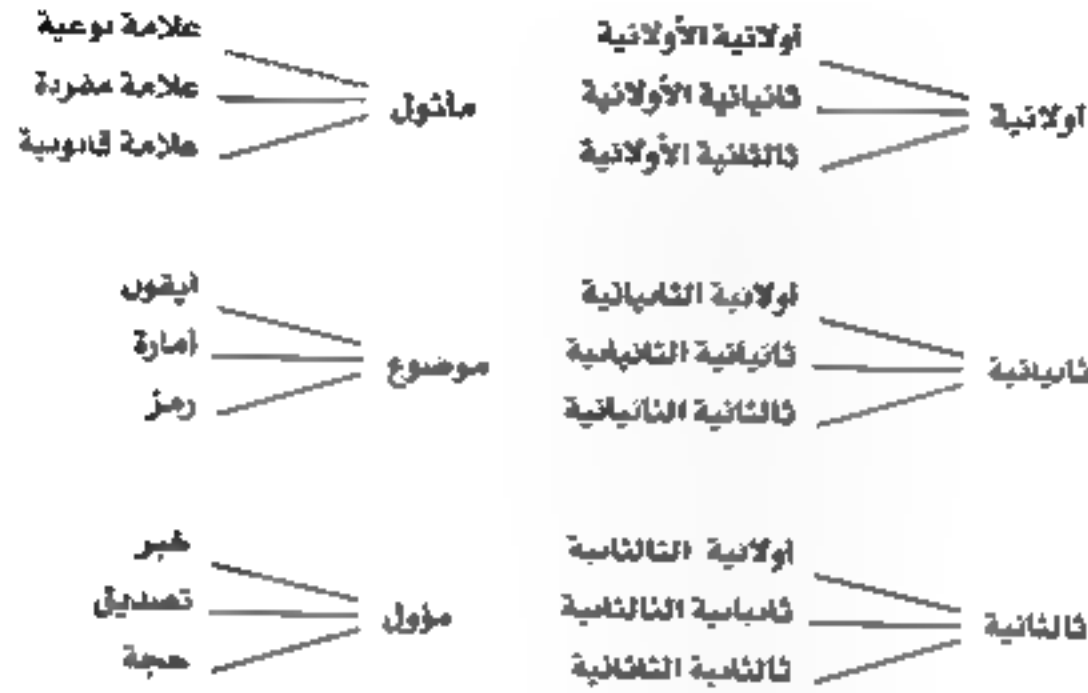 أولانية
أولانية الأولانية
ثانيانية الأولانية
ثالثانية الأولانية
ماثول
علامة نوعية
علامة مفردة
علامة قانونية
ثانيانية
أولانية الثانيانية
ثانيانية الثانيانية
ثالثانية الثانيانية
موضوع
أيقون
أمارة
رمز
ثالثانية
أولانية الثالثانية
ثانيانية الثالثانية
ثالثانية الثالثانية
مؤول
خبر
تصديق
حجة